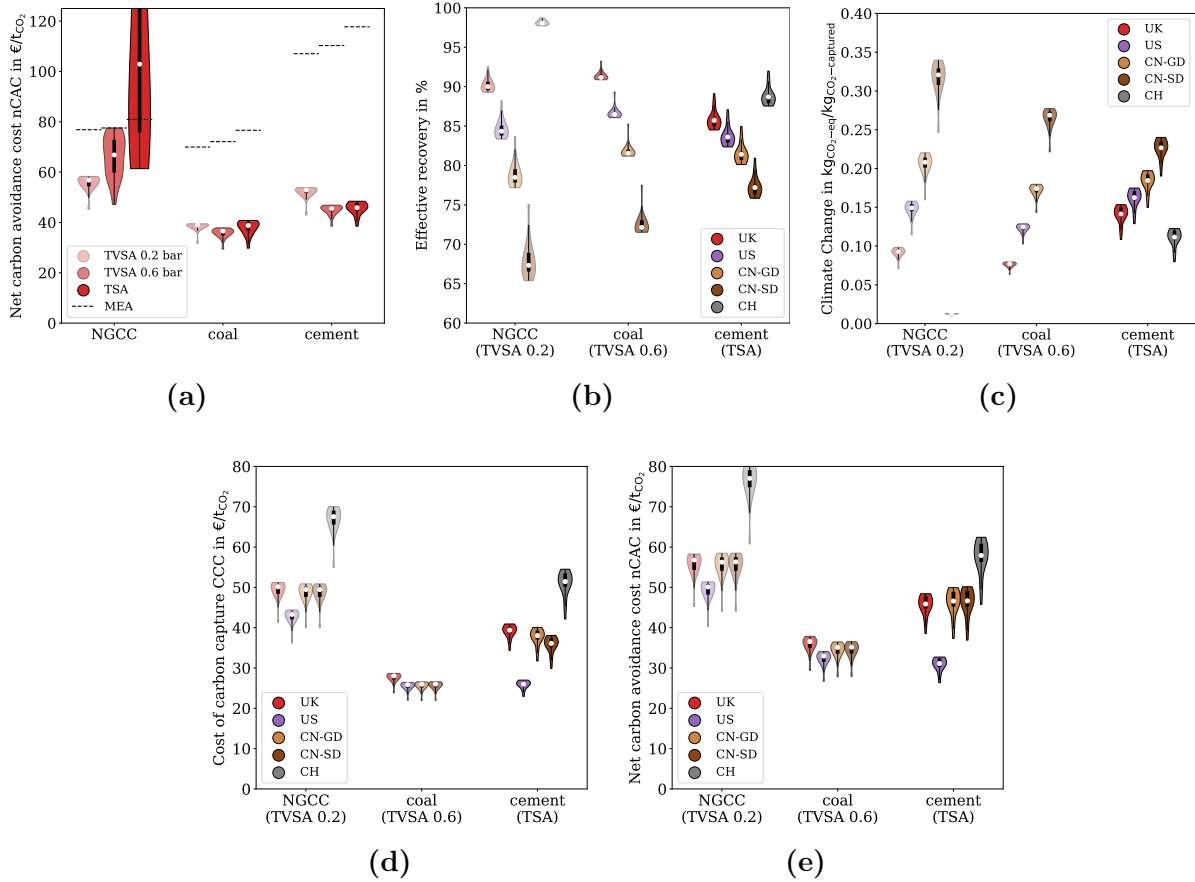 Net carbon avoidance cost nCAC in €/t_CO₂
120
100
80
60
40
20
0
TVSA 0.2 bar
TVSA 0.6 bar
TSA
MEA
NGCC
coal
cement
(a)
Effective recovery in %
100
95
90
85
80
75
70
65
60
UK
US
CN-GD
CN-SD
CH
NGCC
(TVSA 0.2)
coal
(TVSA 0.6)
cement
(TSA)
(b)
Climate Change in kg_CO₂−eq/kg_CO₂−captured
0.40
0.35
0.30
0.25
0.20
0.15
0.10
0.05
0.00
UK
US
CN-GD
CN-SD
CH
NGCC
(TVSA 0.2)
coal
(TVSA 0.6)
cement
(TSA)
(c)
Cost of carbon capture CCC in €/t_CO₂
80
70
60
50
40
30
20
10
0
UK
US
CN-GD
CN-SD
CH
NGCC
(TVSA 0.2)
coal
(TVSA 0.6)
cement
(TSA)
(d)
Net carbon avoidance cost nCAC in €/t_CO₂
80
70
60
50
40
30
20
10
0
UK
US
CN-GD
CN-SD
CH
NGCC
(TVSA 0.2)
coal
(TVSA 0.6)
cement
(TSA)
(e)